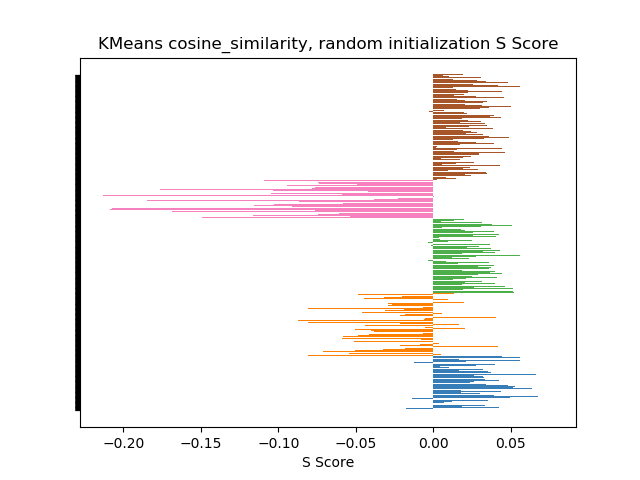 KMeans cosine_similarity, random initialization S Score
−0.20 −0.15 −0.10 −0.05 0.00 0.05
S Score